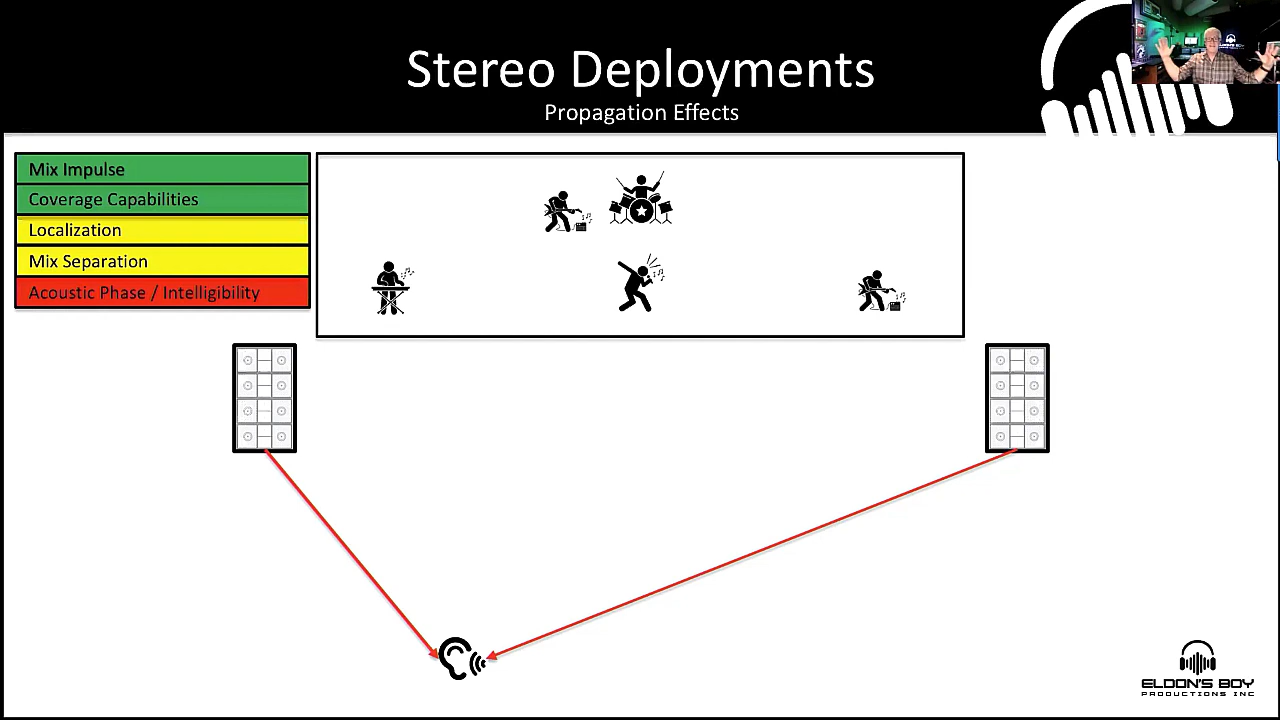 Stereo Deployments
Propagation Effects
Mix Impulse
Coverage Capabilities
Localization
Mix Separation
Acoustic Phase / Intelligibility
ELDON'S BOY
PRODUCTIONS INC